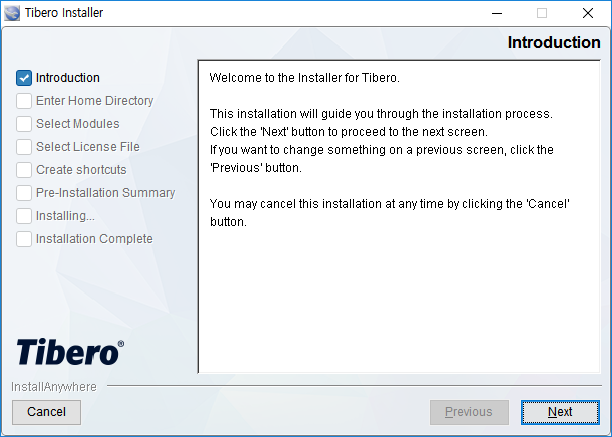 Tibero Installer
Introduction
Introduction
Enter Home Directory
Select Modules
Select License File
Create shortcuts
Pre-Installation Summary
Installing...
Installation Complete
Welcome to the Installer for Tibero.
This installation will guide you through the installation process.
Click the 'Next' button to proceed to the next screen.
If you want to change something on a previous screen, click the
'Previous' button.
You may cancel this installation at any time by clicking the 'Cancel'
button.
Tibero®
InstallAnywhere
Cancel
Previous
Next